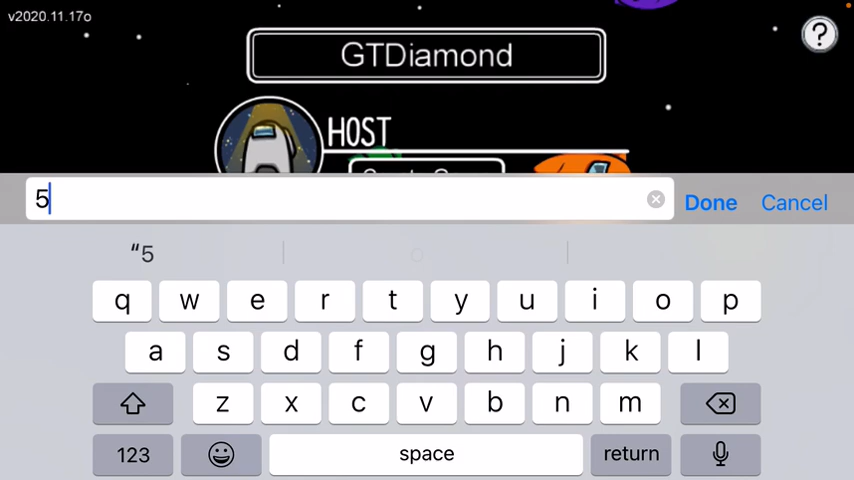 v2020.11.17o
GTDiamond
?
HOST
5
Done
Cancel
"5
q w e r t y u i o p
a s d f g h j k l
z x c v b n m
123
space
return